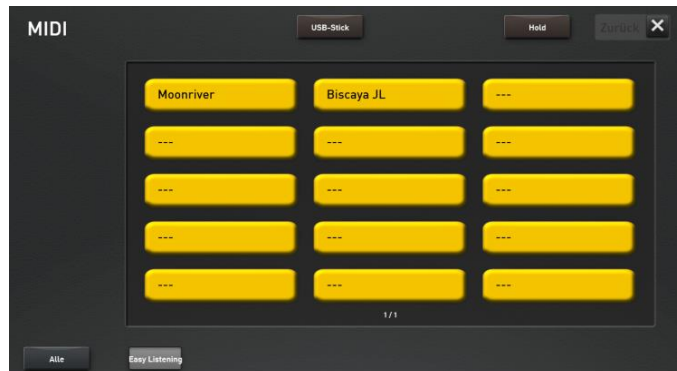 MIDI USB-Stick Hold Zurück
Moonriver Biscaya JL ---
--- --- ---
--- --- ---
--- --- ---
--- --- ---
1/1
Alle Easy Listening